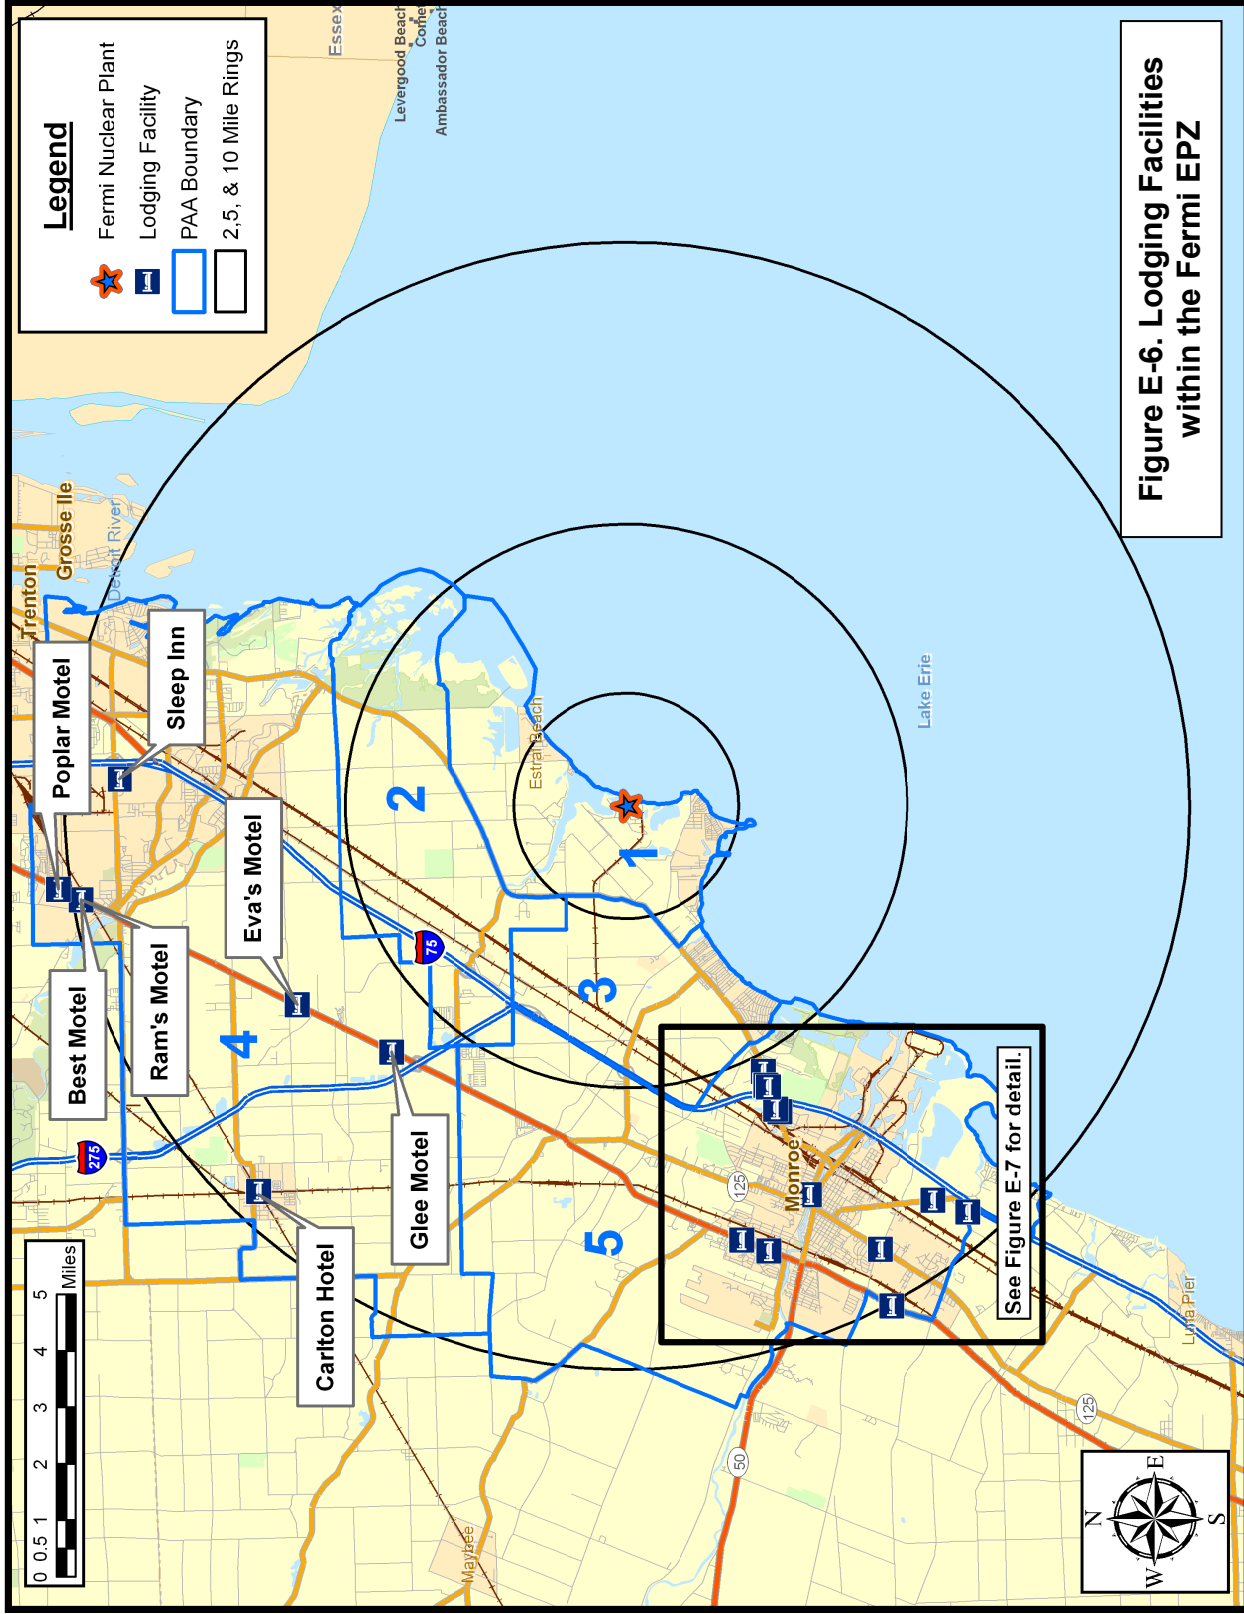 Legend
Fermi Nuclear Plant
Lodging Facility
PAA Boundary
2,5, & 10 Mile Rings
Essex
Levergood Beach
Comet
Ambassador Beach
Trenton
Grosse Ile
Detroit River
Poplar Motel
Sleep Inn
Best Motel
Ram's Motel
Eva's Motel
Glee Motel
Carlton Hotel
275
75
4
2
1
3
5
Estral Beach
Lake Erie
125
Monroe
50
125
Maybee
Luna Pier
See Figure E-7 for detail.
0 0.5 1 2 3 4 5
Miles
N
W E
S
Figure E-6. Lodging Facilities
within the Fermi EPZ